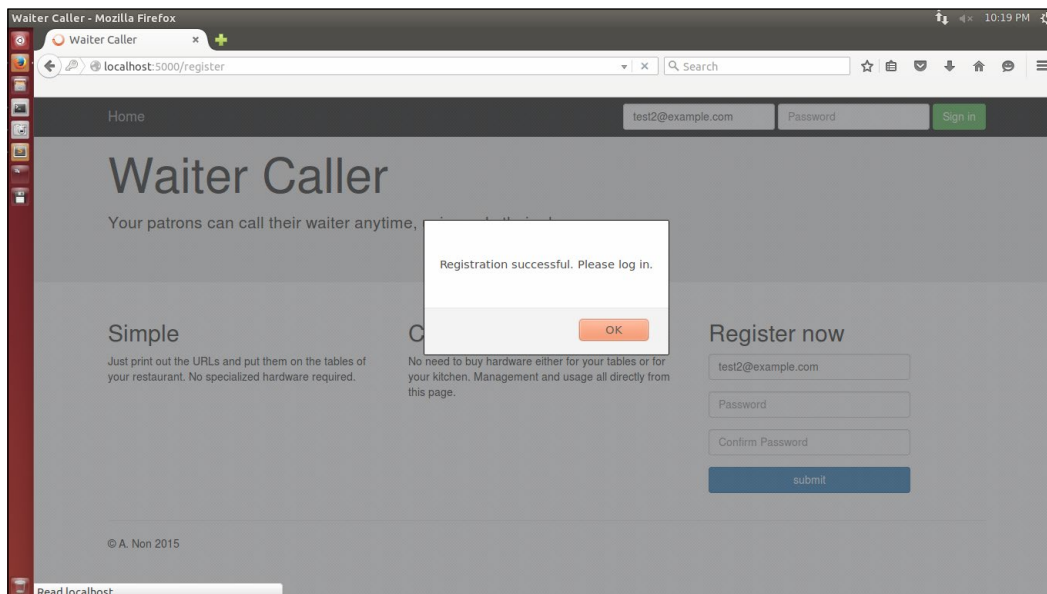 Waiter Caller - Mozilla Firefox
10:19 PM
Waiter Caller
localhost:5000/register
Search
Home
test2@example.com
Password
Sign in
Waiter Caller
Your patrons can call their waiter anytime,
Registration successful. Please log in.
OK
Simple
Just print out the URLs and put them on the tables of
your restaurant. No specialized hardware required.
C
No need to buy hardware either for your tables or for
your kitchen. Management and usage all directly from
this page.
Register now
test2@example.com
Password
Confirm Password
submit
© A. Non 2015
Read localhost